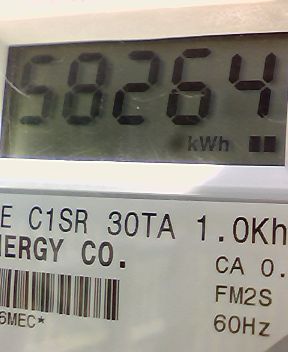 58264
kWh
E C1SR 30TA 1.0Kh
NERGY CO.
CA 0.
FM2S
6MEC*
60Hz